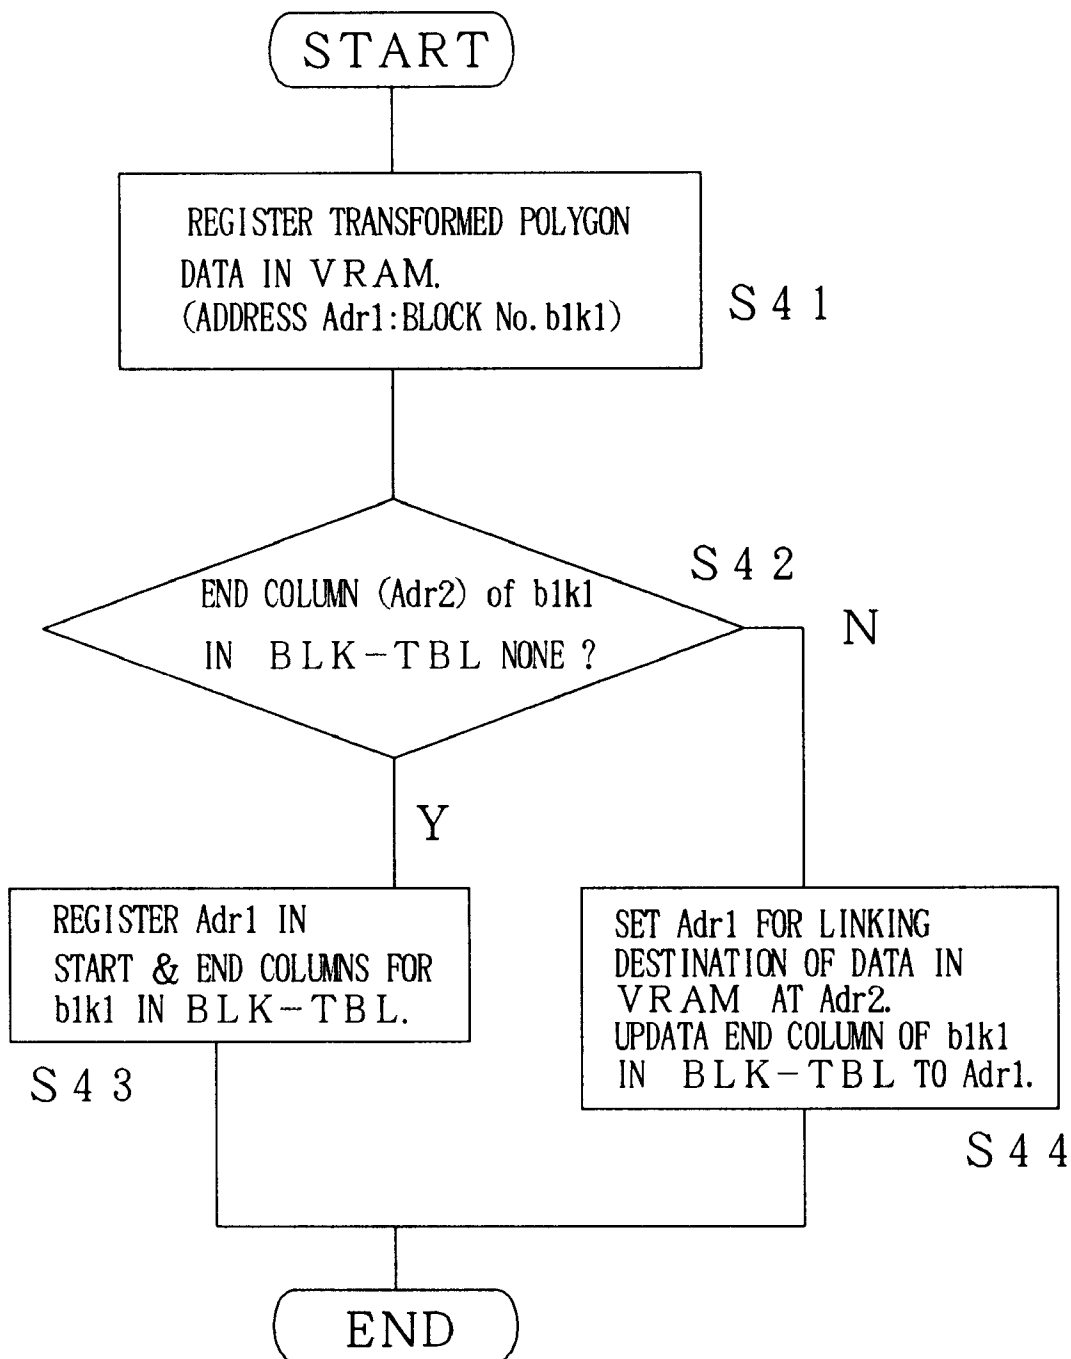 START
REGISTER TRANSFORMED POLYGON
DATA IN VRAM.
(ADDRESS Adr1:BLOCK No. blk1)
S41
S42
END COLUMN (Adr2) of blk1
IN BLK-TBL NONE ?
N
Y
REGISTER Adr1 IN
START & END COLUMNS FOR
blk1 IN BLK-TBL.
S43
SET Adr1 FOR LINKING
DESTINATION OF DATA IN
VRAM AT Adr2.
UPDATA END COLUMN OF blk1
IN BLK-TBL TO Adr1.
S44
END